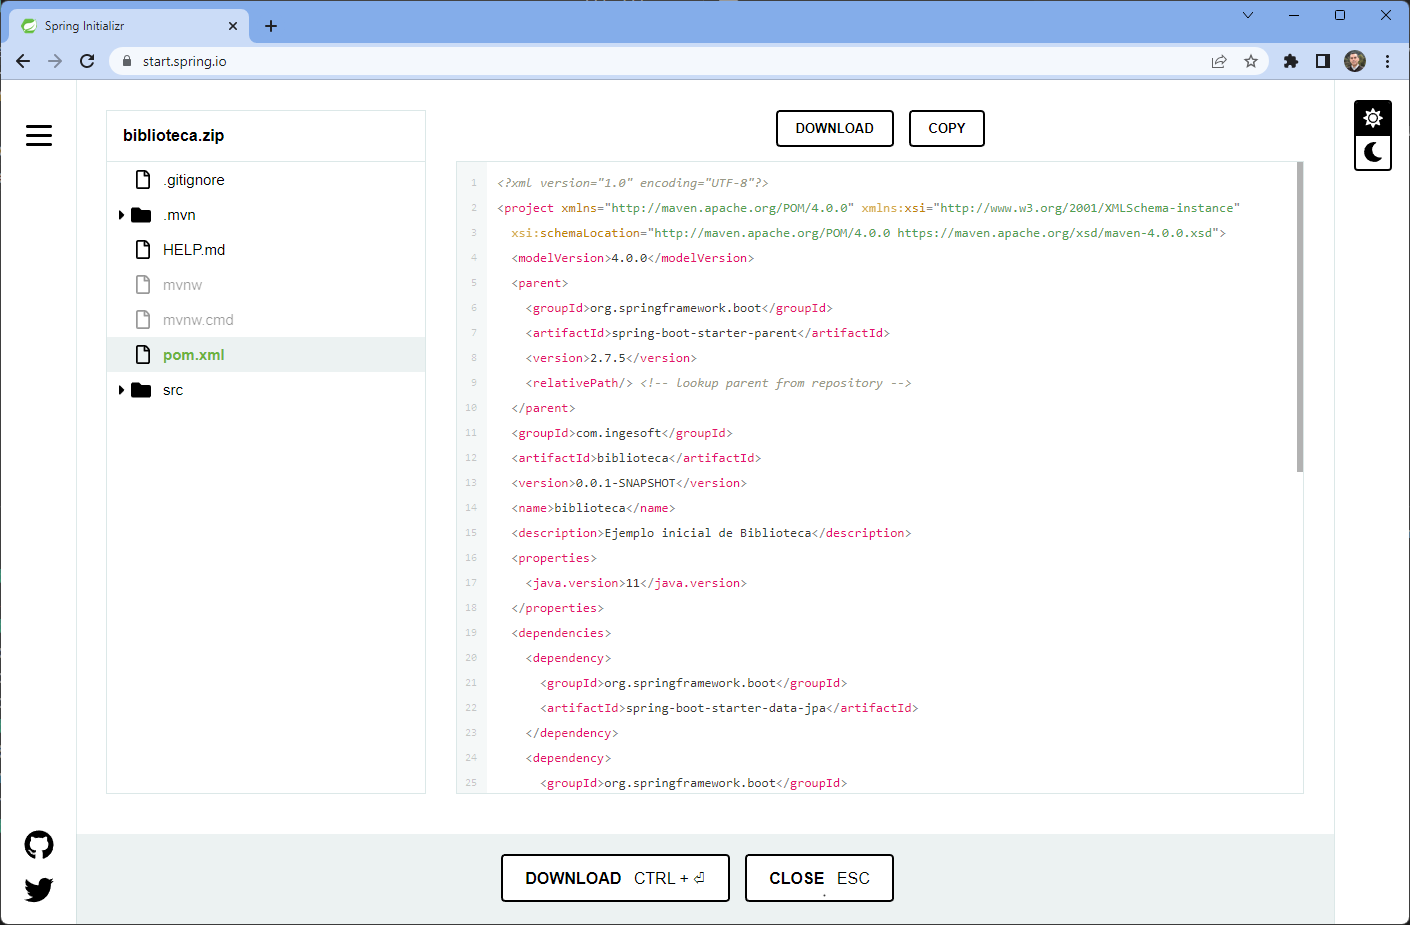 Spring Initializr
start.spring.io
biblioteca.zip
.gitignore
.mvn
HELP.md
mvnw
mvnw.cmd
pom.xml
src
DOWNLOAD COPY
1 <?xml version="1.0" encoding="UTF-8"?>
2 <project xmlns="http://maven.apache.org/POM/4.0.0" xmlns:xsi="http://www.w3.org/2001/XMLSchema-instance"
3 xsi:schemaLocation="http://maven.apache.org/POM/4.0.0 https://maven.apache.org/xsd/maven-4.0.0.xsd">
4 <modelVersion>4.0.0</modelVersion>
5 <parent>
6 <groupId>org.springframework.boot</groupId>
7 <artifactId>spring-boot-starter-parent</artifactId>
8 <version>2.7.5</version>
9 <relativePath/> <!-- lookup parent from repository -->
10 </parent>
11 <groupId>com.ingesoft</groupId>
12 <artifactId>biblioteca</artifactId>
13 <version>0.0.1-SNAPSHOT</version>
14 <name>biblioteca</name>
15 <description>Ejemplo inicial de Biblioteca</description>
16 <properties>
17 <java.version>11</java.version>
18 </properties>
19 <dependencies>
20 <dependency>
21 <groupId>org.springframework.boot</groupId>
22 <artifactId>spring-boot-starter-data-jpa</artifactId>
23 </dependency>
24 <dependency>
25 <groupId>org.springframework.boot</groupId>
DOWNLOAD CTRL + ⏎ CLOSE ESC